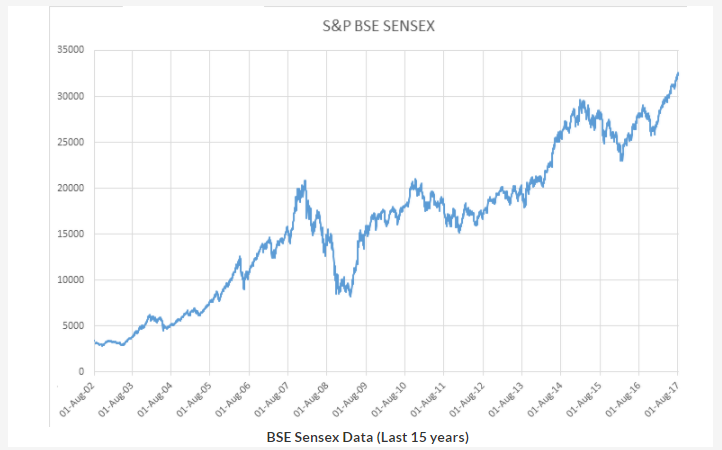 S&P BSE SENSEX
35000
30000
25000
20000
15000
10000
5000
0
01-Aug-02
01-Aug-03
01-Aug-04
01-Aug-05
01-Aug-06
01-Aug-07
01-Aug-08
01-Aug-09
01-Aug-10
01-Aug-11
01-Aug-12
01-Aug-13
01-Aug-14
01-Aug-15
01-Aug-16
01-Aug-17
BSE Sensex Data (Last 15 years)